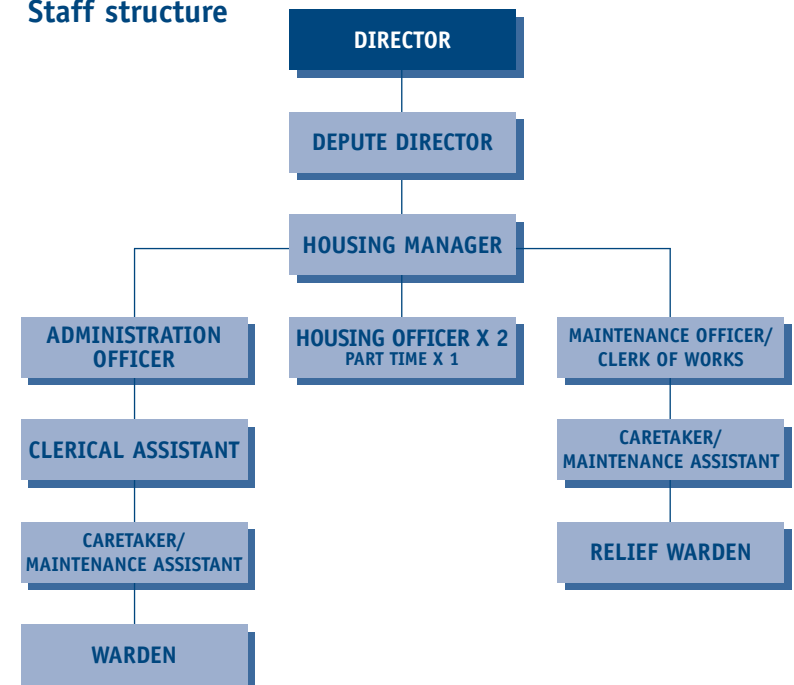 Staff structure
DIRECTOR
DEPUTE DIRECTOR
HOUSING MANAGER
ADMINISTRATION
OFFICER
HOUSING OFFICER X 2
PART TIME X 1
MAINTENANCE OFFICER/
CLERK OF WORKS
CLERICAL ASSISTANT
CARETAKER/
MAINTENANCE ASSISTANT
CARETAKER/
MAINTENANCE ASSISTANT
RELIEF WARDEN
WARDEN